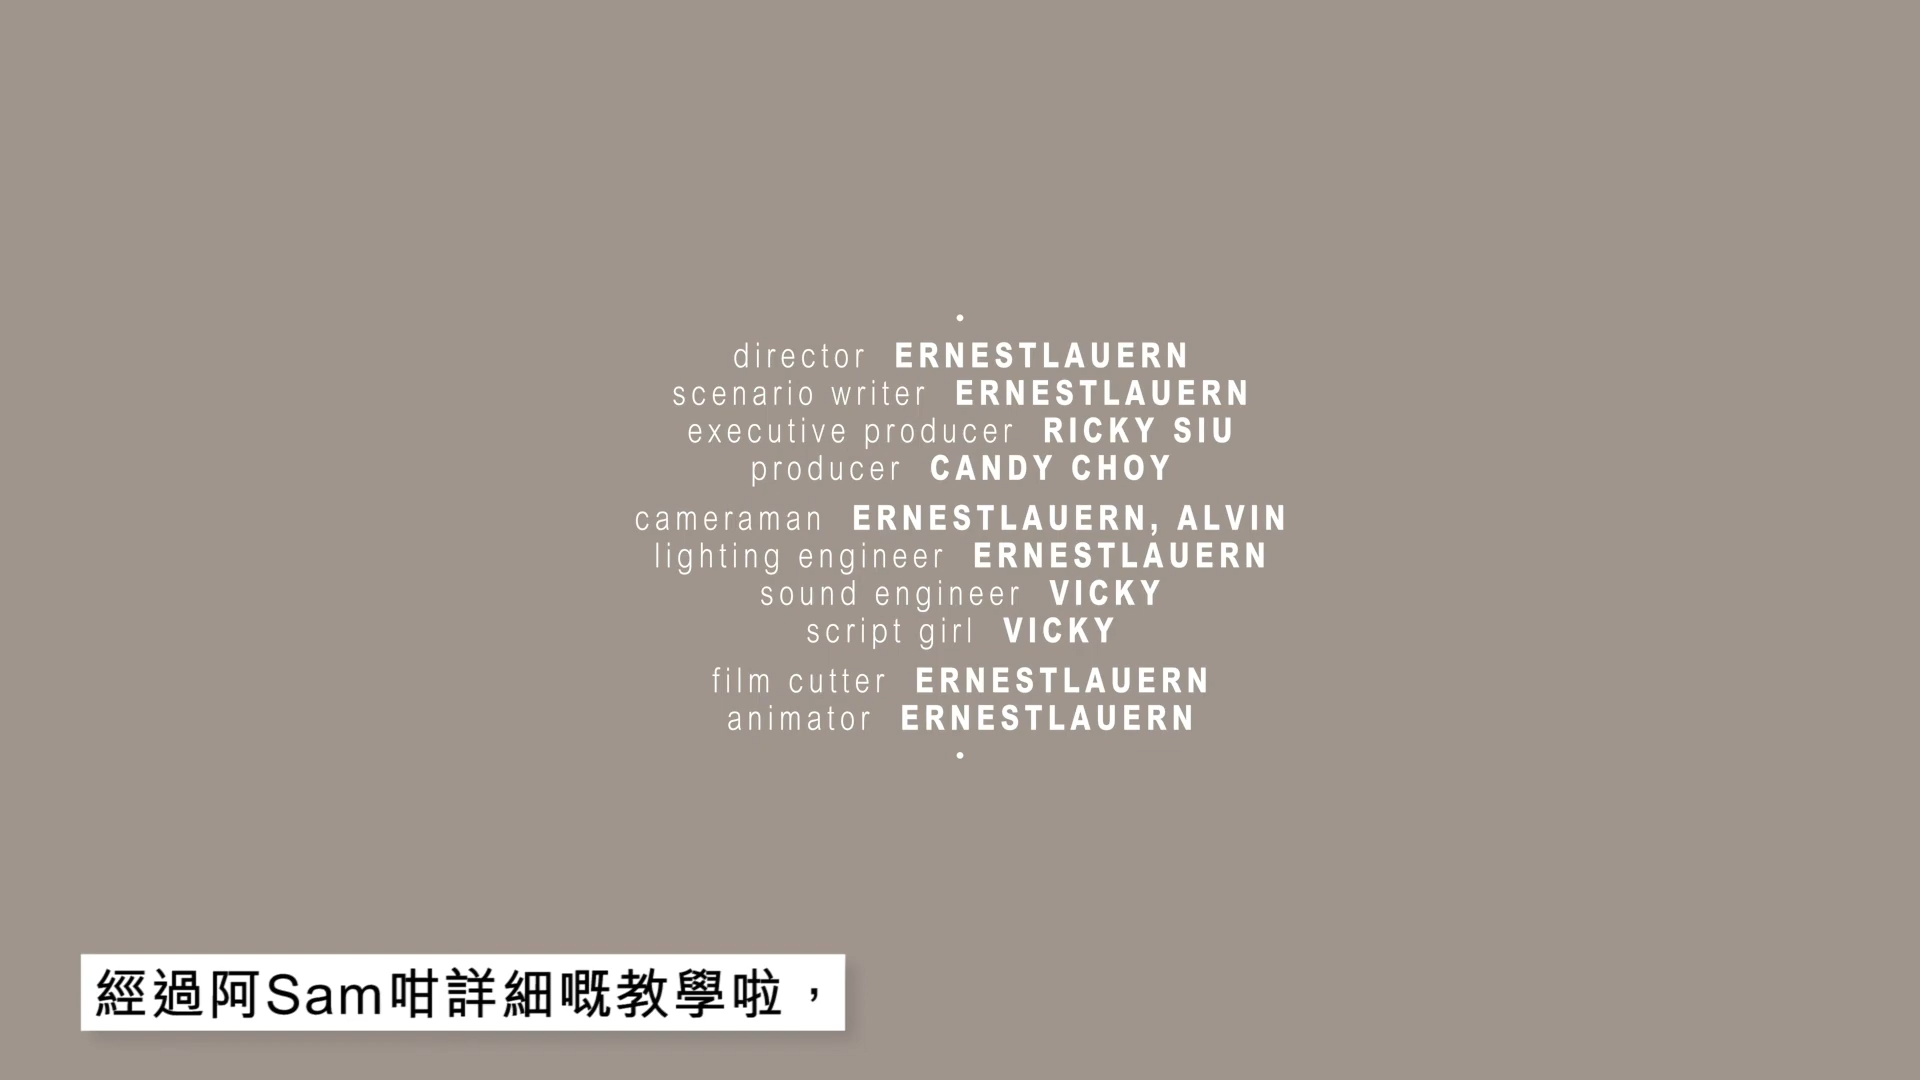 director ERNESTLAUERN
scenario writer ERNESTLAUERN
executive producer RICKY SIU
producer CANDY CHOY
cameraman ERNESTLAUERN, ALVIN
lighting engineer ERNESTLAUERN
sound engineer VICKY
script girl VICKY
film cutter ERNESTLAUERN
animator ERNESTLAUERN
經過阿Sam咁詳細嘅教學啦，